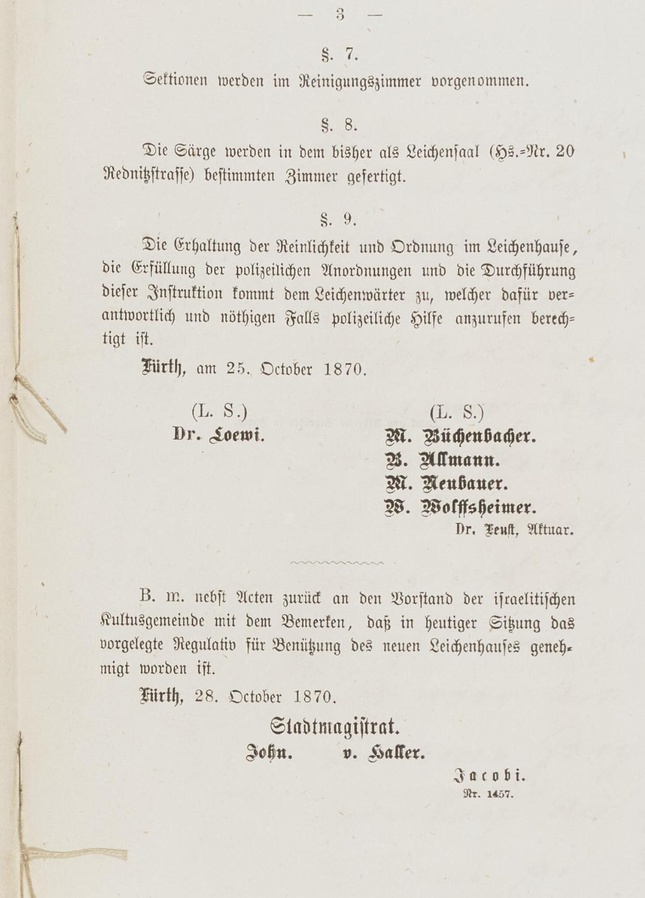 — 3 —
§. 7.
Sektionen werden im Reinigungszimmer vorgenommen.
§. 8.
Die Särge werden in dem bisher als Leichensaal (Hs.=Nr. 20
Rednitzstrasse) bestimmten Zimmer gefertigt.
§. 9.
Die Erhaltung der Reinlichkeit und Ordnung im Leichenhause,
die Erfüllung der polizeilichen Anordnungen und die Durchführung
dieser Instruktion kommt dem Leichenwärter zu, welcher dafür ver=
antwortlich und nöthigen Falls polizeiliche Hilfe anzurufen berech=
tigt ist.
Fürth, am 25. October 1870.
(L. S.) (L. S.)
Dr. Loewi. M. Büchenbacher.
B. Allmann.
M. Neubauer.
W. Wolffsheimer.
Dr. Feust, Aktuar.
B. m. nebst Acten zurück an den Vorstand der israelitischen
Kultusgemeinde mit dem Bemerken, daß in heutiger Sitzung das
vorgelegte Regulativ für Benützung des neuen Leichenhauses geneh=
migt worden ist.
Fürth, 28. October 1870.
Stadtmagistrat.
John. v. Haller.
Jacobi.
Nr. 1457.